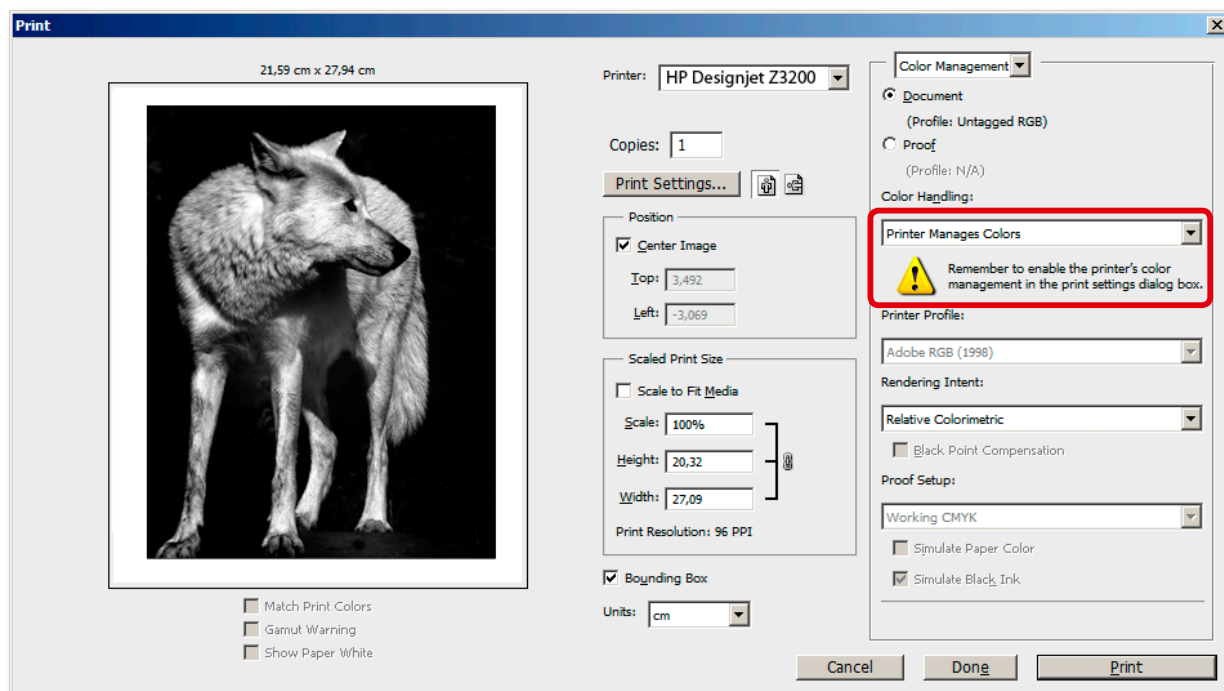 Print
21,59 cm x 27,94 cm
Match Print Colors
Gamut Warning
Show Paper White
Printer: HP Designjet Z3200
Copies: 1
Print Settings...
Position
Center Image
Top: 3,492
Left: -3,069
Scaled Print Size
Scale to Fit Media
Scale: 100%
Height: 20,32
Width: 27,09
Print Resolution: 96 PPI
Bounding Box
Units: cm
Color Management
Document
(Profile: Untagged RGB)
Proof
(Profile: N/A)
Color Handling:
Printer Manages Colors
Remember to enable the printer's color
management in the print settings dialog box.
Printer Profile:
Adobe RGB (1998)
Rendering Intent:
Relative Colorimetric
Black Point Compensation
Proof Setup:
Working CMYK
Simulate Paper Color
Simulate Black Ink
Cancel Done Print